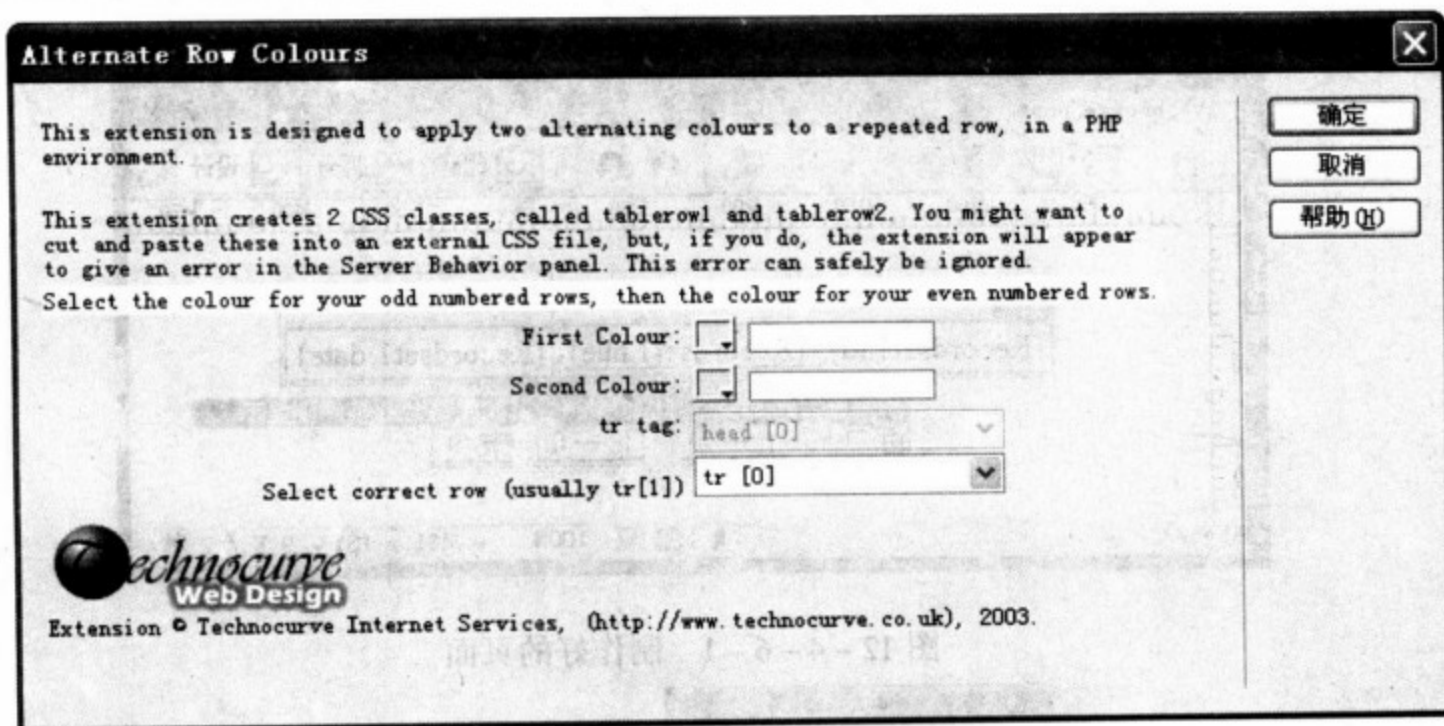 Alternate Row Colours
This extension is designed to apply two alternating colours to a repeated row, in a PHP
environment.
This extension creates 2 CSS classes, called tablerow1 and tablerow2. You might want to
cut and paste these into an external CSS file, but, if you do, the extension will appear
to give an error in the Server Behavior panel. This error can safely be ignored.
Select the colour for your odd numbered rows, then the colour for your even numbered rows.
First Colour:
Second Colour:
tr tag: head [0]
Select correct row (usually tr[1]) tr [0]
确定
取消
帮助(H)
Technocurve
Web Design
Extension © Technocurve Internet Services, (http://www.technocurve.co.uk), 2003.